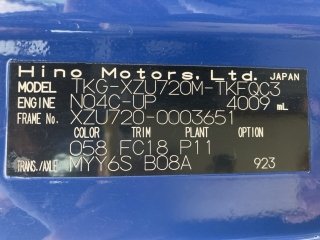 Hino Motors, Ltd. JAPAN
MODEL TKG-XZU720M-TKFQC3
ENGINE N04C-UP 4009 mL
FRAME NO. XZU720-0003651
COLOR TRIM PLANT OPTION
058 FC18 P11
TRANS./AXLE MYY6S B08A 923